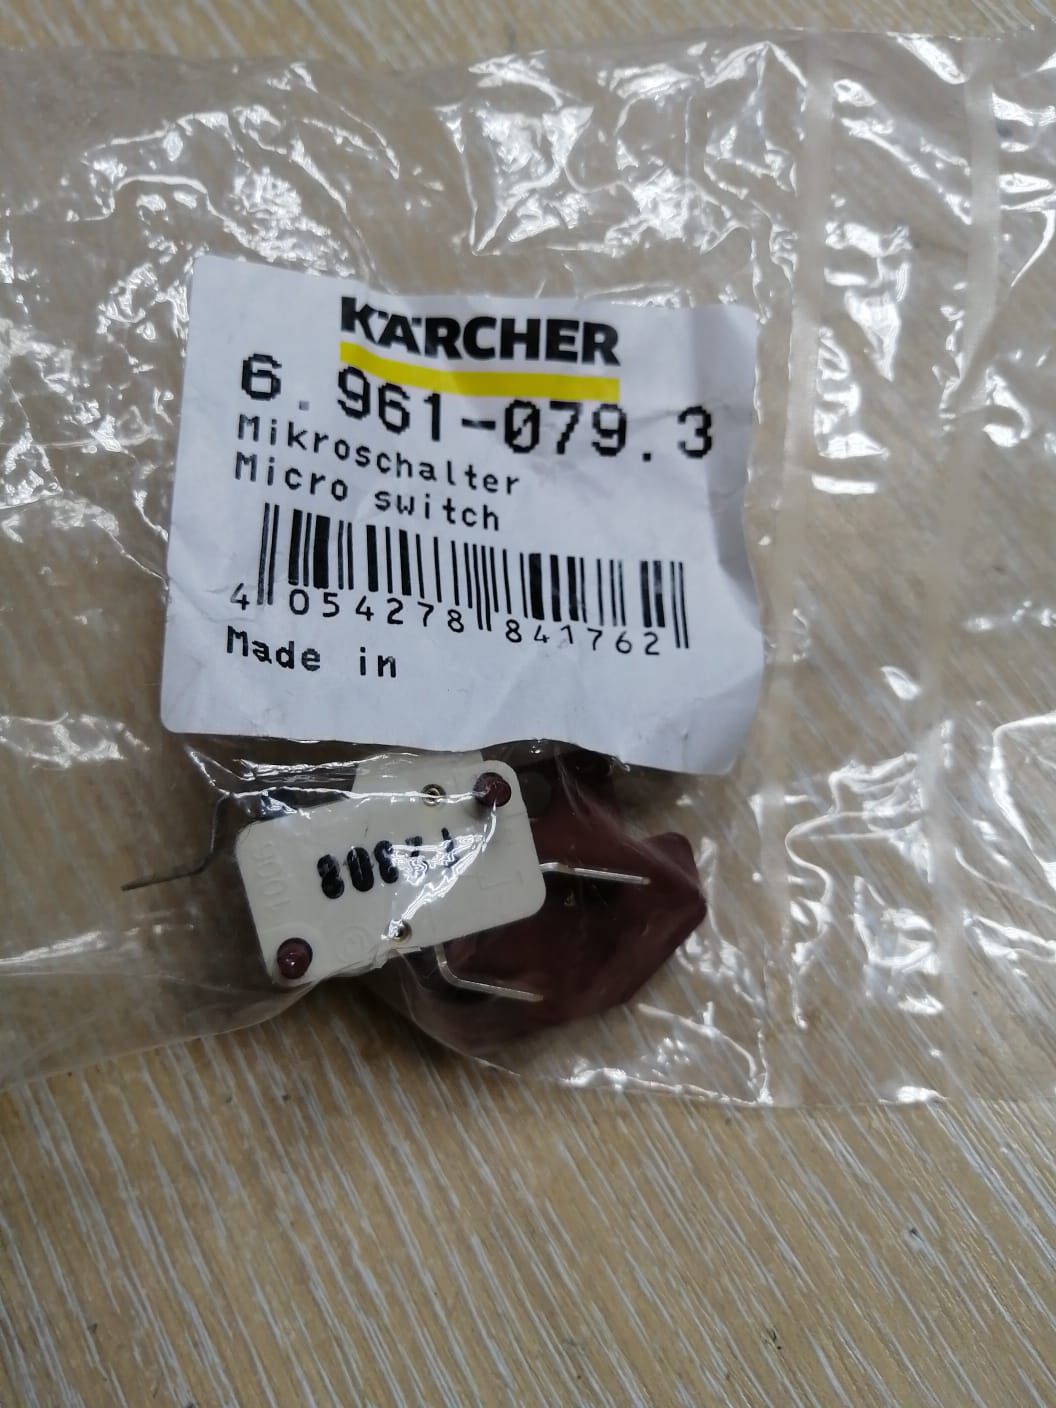 KÄRCHER
6.961-079.3
Mikroschalter
Micro switch
4 054278 841762
Made in